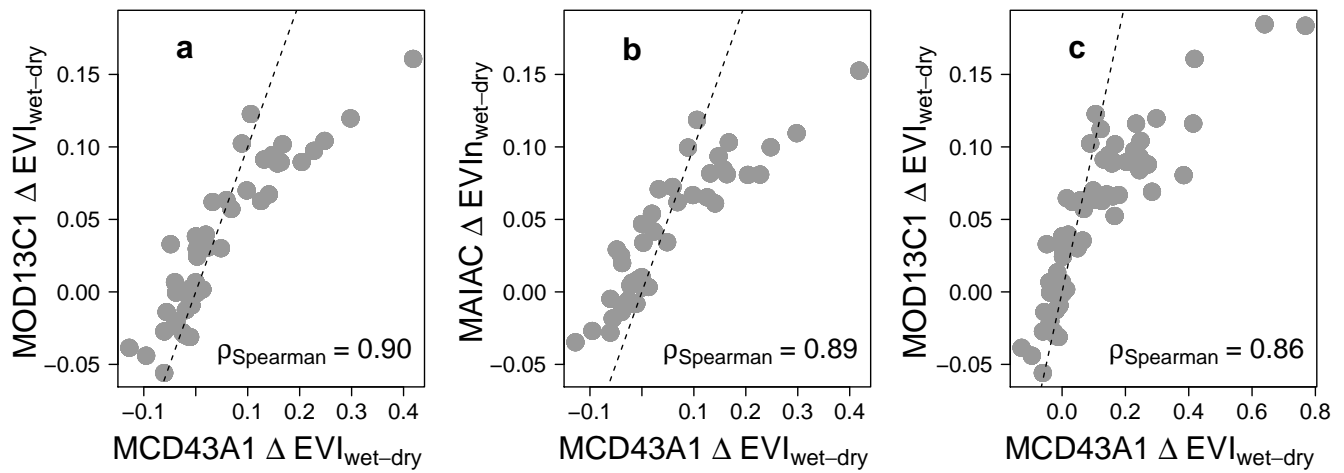 a
MOD13C1 Δ EVIwet−dry
0.15
0.10
0.05
0.00
−0.05
ρSpearman = 0.90
−0.1 0.0 0.1 0.2 0.3 0.4
MCD43A1 Δ EVIwet−dry
b
MAIAC Δ EVInwet−dry
0.15
0.10
0.05
0.00
−0.05
ρSpearman = 0.89
−0.1 0.0 0.1 0.2 0.3 0.4
MCD43A1 Δ EVIwet−dry
c
MOD13C1 Δ EVIwet−dry
0.15
0.10
0.05
0.00
−0.05
ρSpearman = 0.86
0.0 0.2 0.4 0.6 0.8
MCD43A1 Δ EVIwet−dry